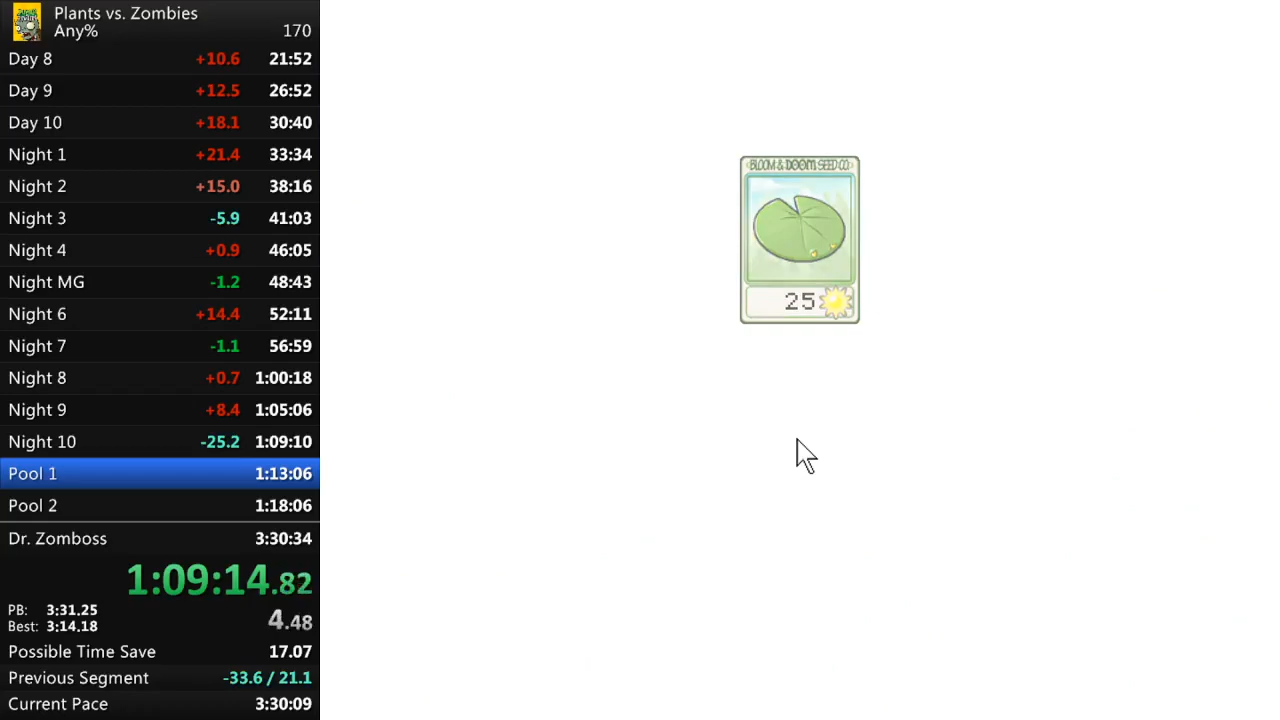 Plants vs. Zombies
Any% 170
Day 8 +10.6 21:52
Day 9 +12.5 26:52
Day 10 +18.1 30:40
Night 1 +21.4 33:34
Night 2 +15.0 38:16
Night 3 -5.9 41:03
Night 4 +0.9 46:05
Night MG -1.2 48:43
Night 6 +14.4 52:11
Night 7 -1.1 56:59
Night 8 +0.7 1:00:18
Night 9 +8.4 1:05:06
Night 10 -25.2 1:09:10
Pool 1 1:13:06
Pool 2 1:18:06
Dr. Zomboss 3:30:34
1:09:14.82
PB: 3:31.25
Best: 3:14.18
4.48
Possible Time Save 17.07
Previous Segment -33.6 / 21.1
Current Pace 3:30:09
BLOOM & DOOM SEED CO
25